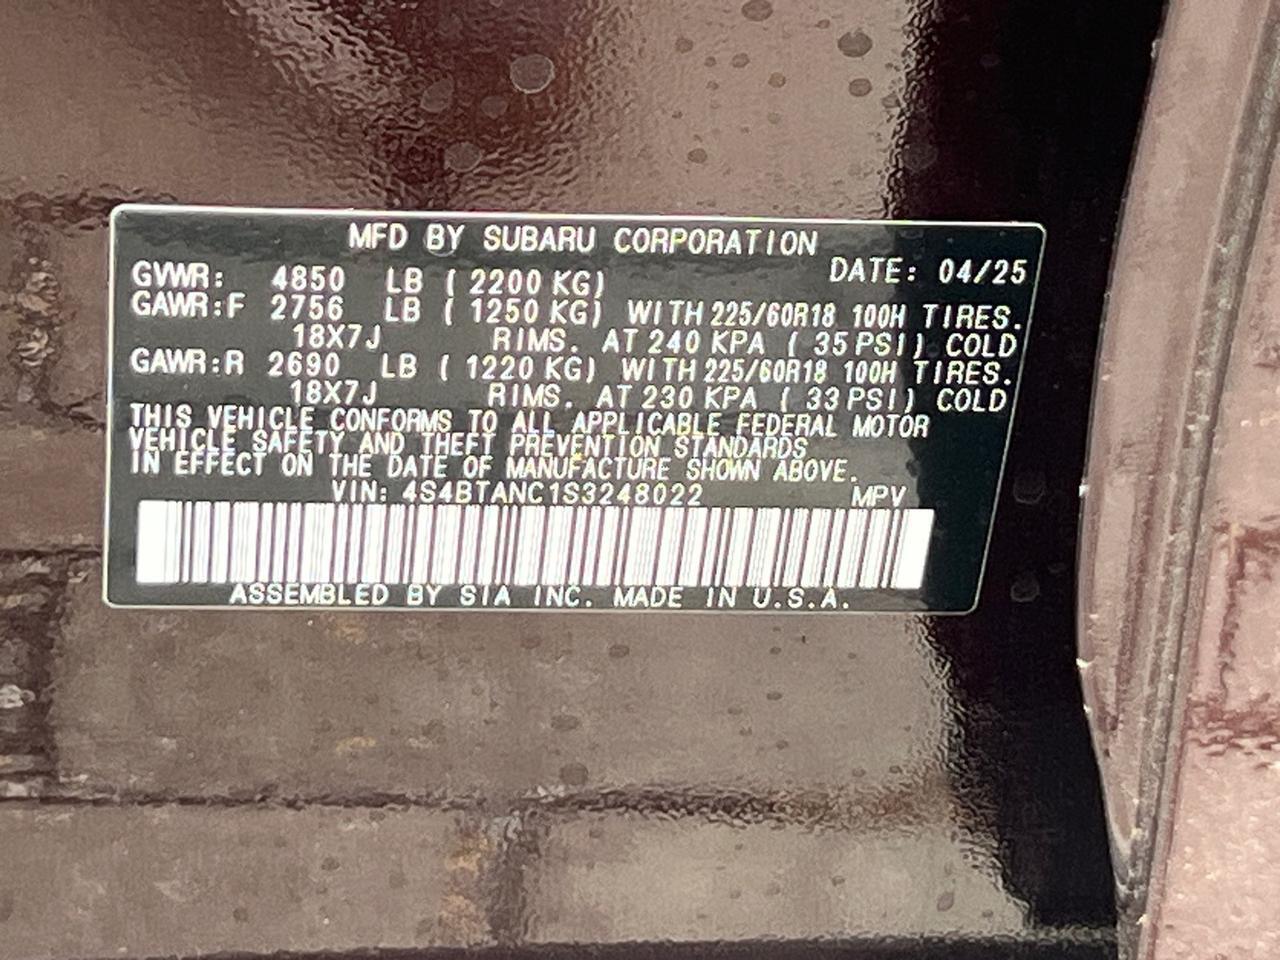 MFD BY SUBARU CORPORATION
GVWR: 4850 LB ( 2200 KG) DATE: 04/25
GAWR:F 2756 LB ( 1250 KG) WITH 225/60R18 100H TIRES.
18X7J RIMS. AT 240 KPA ( 35 PSI) COLD
GAWR:R 2690 LB ( 1220 KG) WITH 225/60R18 100H TIRES.
18X7J RIMS. AT 230 KPA ( 33 PSI) COLD
THIS VEHICLE CONFORMS TO ALL APPLICABLE FEDERAL MOTOR
VEHICLE SAFETY AND THEFT PREVENTION STANDARDS
IN EFFECT ON THE DATE OF MANUFACTURE SHOWN ABOVE.
VIN: 4S4BTANC1S3248022 MPV
ASSEMBLED BY SIA INC. MADE IN U.S.A.